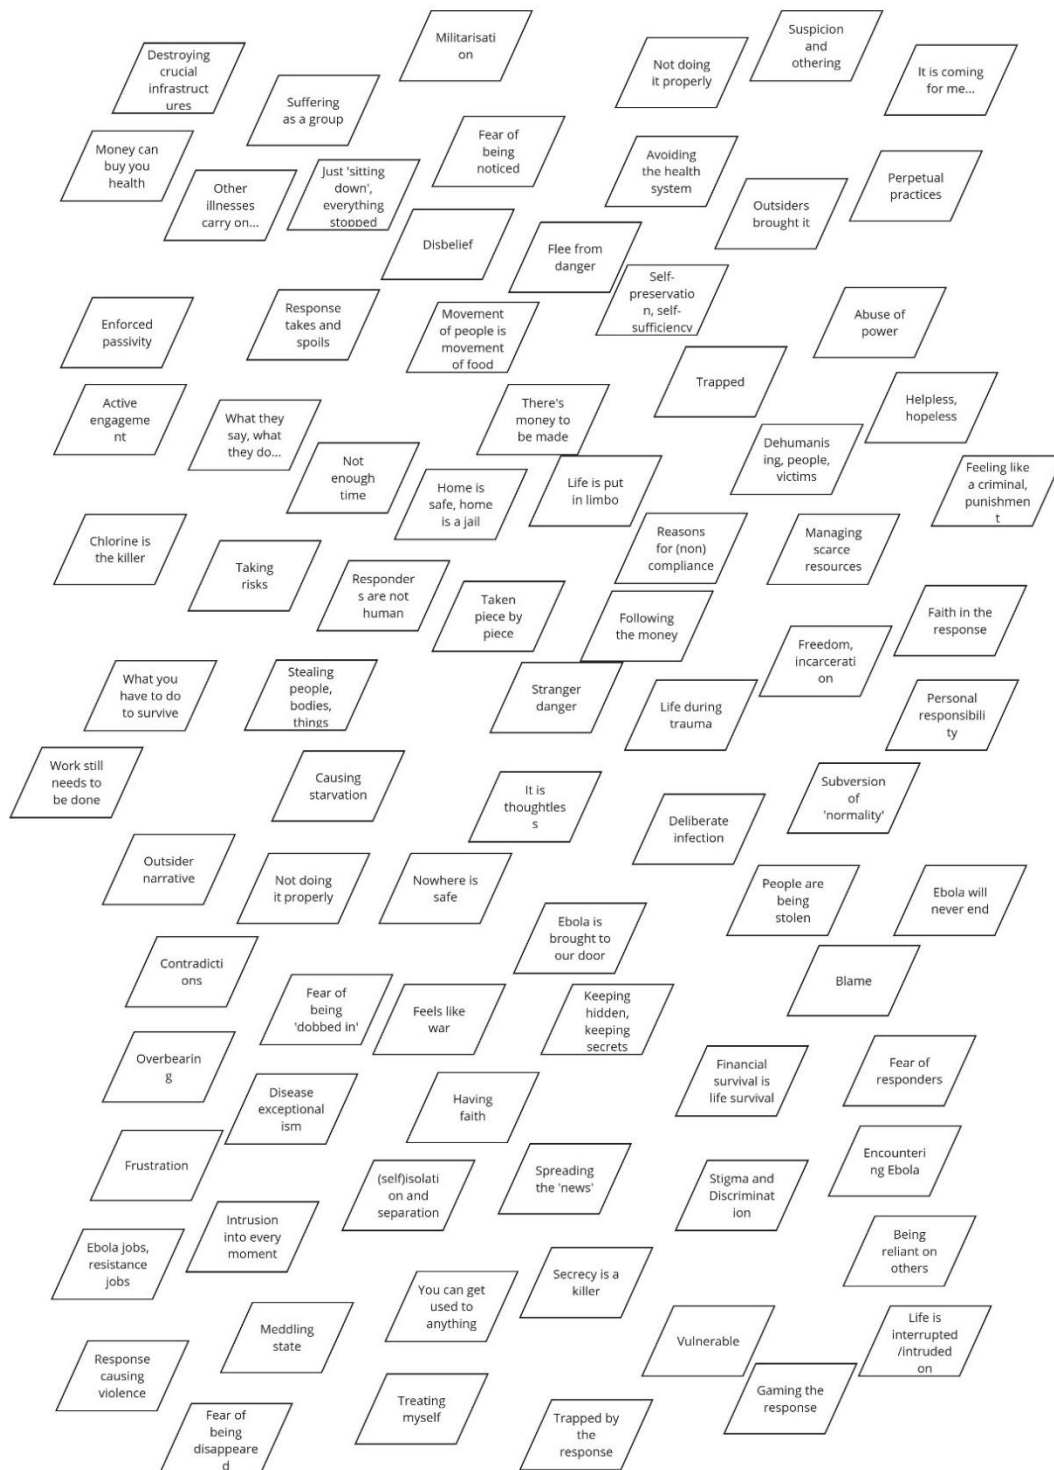 Militarisati
on
Suspicion
and
othering
Destroying
crucial
infrastruct
ures
Not doing
it properly
It is coming
for me...
Suffering
as a group
Money can
buy you
health
Fear of
being
noticed
Avoiding
the health
system
Perpetual
practices
Other
illnesses
carry on...
Just 'sitting
down',
everything
stopped
Outsiders
brought it
Disbelief
Flee from
danger
Self-
preservatio
n, self-
sufficiency
Enforced
passivity
Response
takes and
spoils
Movement
of people is
movement
of food
Abuse of
power
Trapped
Active
engageme
nt
What they
say, what
they do...
There's
money to
be made
Helpless,
hopeless
Not
enough
time
Dehumanis
ing, people,
victims
Home is
safe, home
is a jail
Life is put
in limbo
Feeling like
a criminal,
punishmen
t
Chlorine is
the killer
Reasons
for (non)
compliance
Managing
scarce
resources
Taking
risks
Responder
s are not
human
Taken
piece by
piece
Following
the money
Faith in the
response
Freedom,
incarcerati
on
What you
have to do
to survive
Stealing
people,
bodies,
things
Stranger
danger
Life during
trauma
Personal
responsibili
ty
Work still
needs to
be done
Causing
starvation
It is
thoughtles
s
Subversion
of
'normality'
Deliberate
infection
Outsider
narrative
Not doing
it properly
Nowhere is
safe
People are
being
stolen
Ebola will
never end
Ebola is
brought to
our door
Contradicti
ons
Blame
Fear of
being
'dobbed in'
Feels like
war
Keeping
hidden,
keeping
secrets
Overbearin
g
Financial
survival is
life survival
Fear of
responders
Disease
exceptional
ism
Having
faith
Frustration
Encounteri
ng Ebola
(self)isolati
on and
separation
Spreading
the 'news'
Stigma and
Discriminat
ion
Ebola jobs,
resistance
jobs
Intrusion
into every
moment
Being
reliant on
others
You can get
used to
anything
Secrecy is a
killer
Meddling
state
Vulnerable
Life is
interrupted
/intruded
on
Response
causing
violence
Treating
myself
Gaming the
response
Fear of
being
disappeare
d
Trapped by
the
response